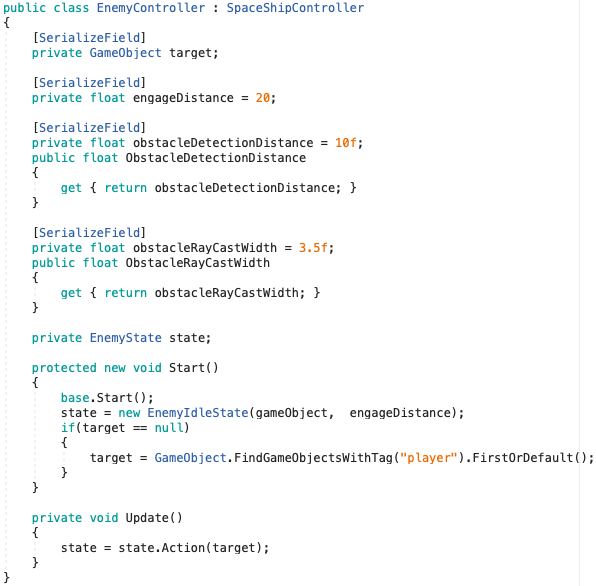 public class EnemyController : SpaceShipController
{
    [SerializeField]
    private GameObject target;

    [SerializeField]
    private float engageDistance = 20;

    [SerializeField]
    private float obstacleDetectionDistance = 10f;
    public float ObstacleDetectionDistance
    {
        get { return obstacleDetectionDistance; }
    }

    [SerializeField]
    private float obstacleRayCastWidth = 3.5f;
    public float ObstacleRayCastWidth
    {
        get { return obstacleRayCastWidth; }
    }

    private EnemyState state;

    protected new void Start()
    {
        base.Start();
        state = new EnemyIdleState(gameObject,  engageDistance);
        if(target == null)
        {
            target = GameObject.FindGameObjectsWithTag("player").FirstOrDefault();
        }
    }

    private void Update()
    {
        state = state.Action(target);
    }
}